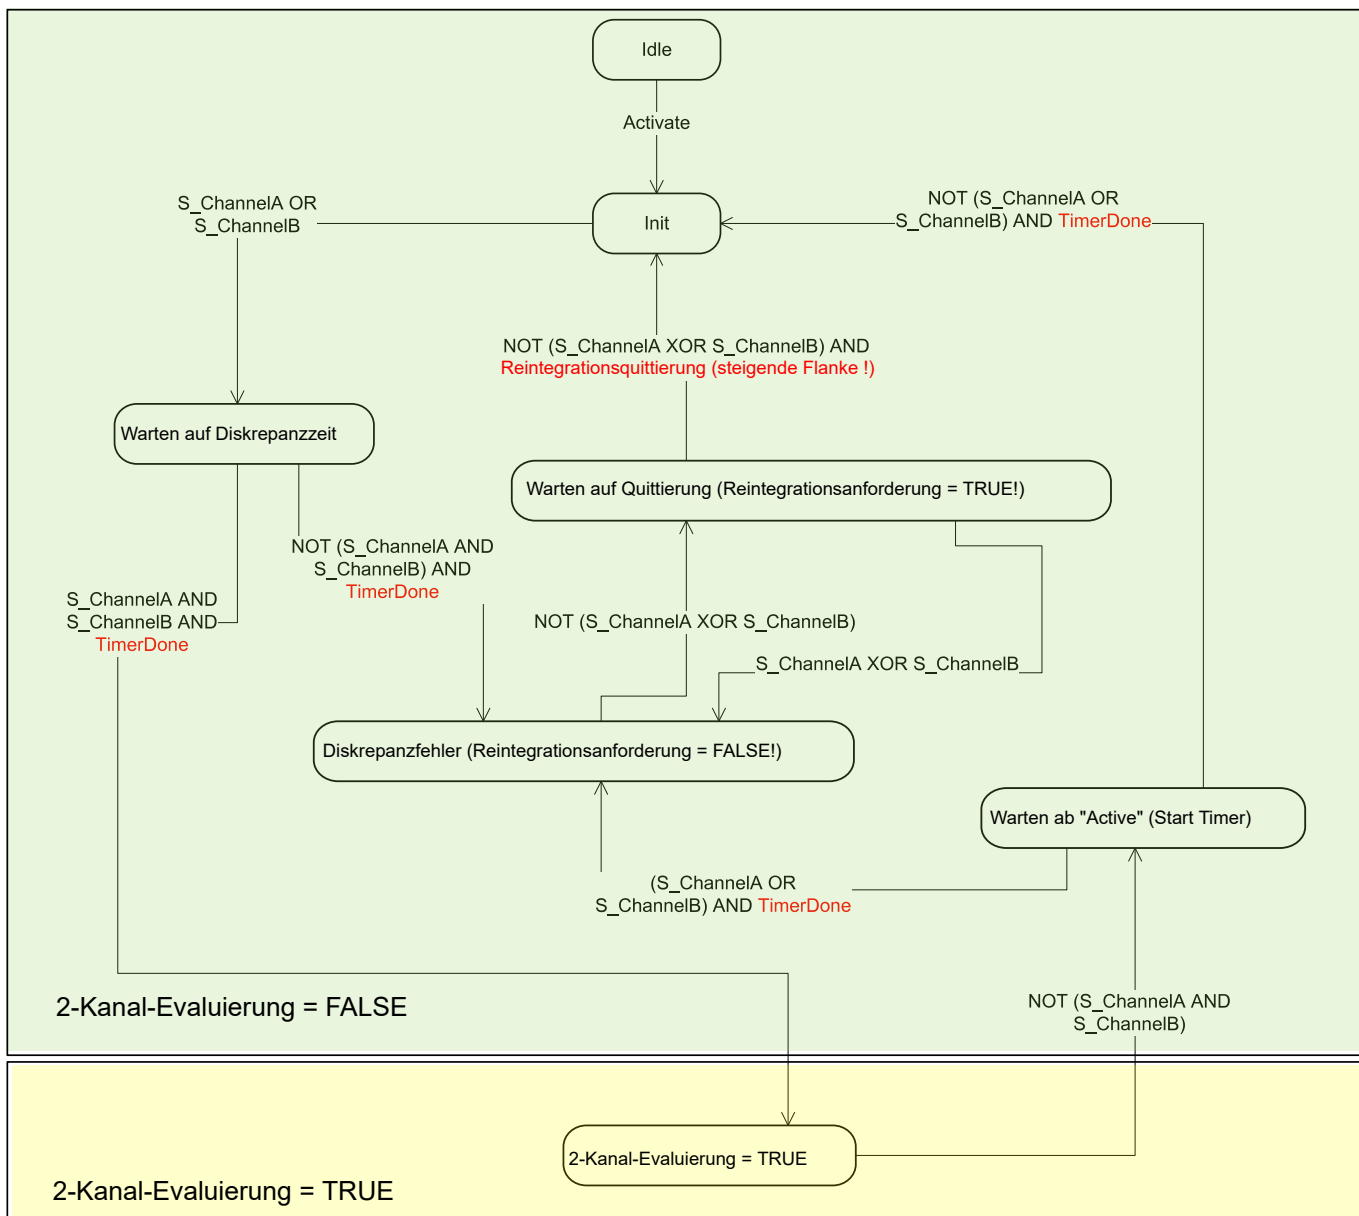 Idle
Activate
S_ChannelA OR
S_ChannelB
Init
NOT (S_ChannelA OR
S_ChannelB) AND TimerDone
NOT (S_ChannelA XOR S_ChannelB) AND
Reintegrationsquittierung (steigende Flanke !)
Warten auf Diskrepanzzeit
Warten auf Quittierung (Reintegrationsanforderung = TRUE!)
NOT (S_ChannelA AND
S_ChannelB) AND
TimerDone
S_ChannelA AND
S_ChannelB AND
TimerDone
NOT (S_ChannelA XOR S_ChannelB)
S_ChannelA XOR S_ChannelB
Diskrepanzfehler (Reintegrationsanforderung = FALSE!)
Warten ab "Active" (Start Timer)
(S_ChannelA OR
S_ChannelB) AND TimerDone
2-Kanal-Evaluierung = FALSE
NOT (S_ChannelA AND
S_ChannelB)
2-Kanal-Evaluierung = TRUE
2-Kanal-Evaluierung = TRUE